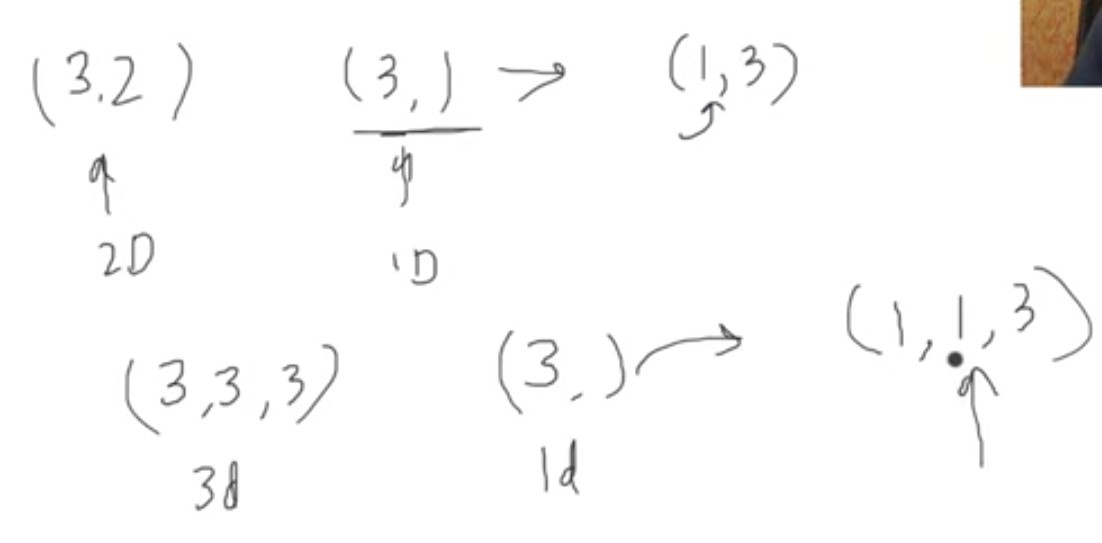 (3,2) (3,) → (1,3)
2D 1D
(3,3,3) (3,) → (1,1,3)
3d 1d